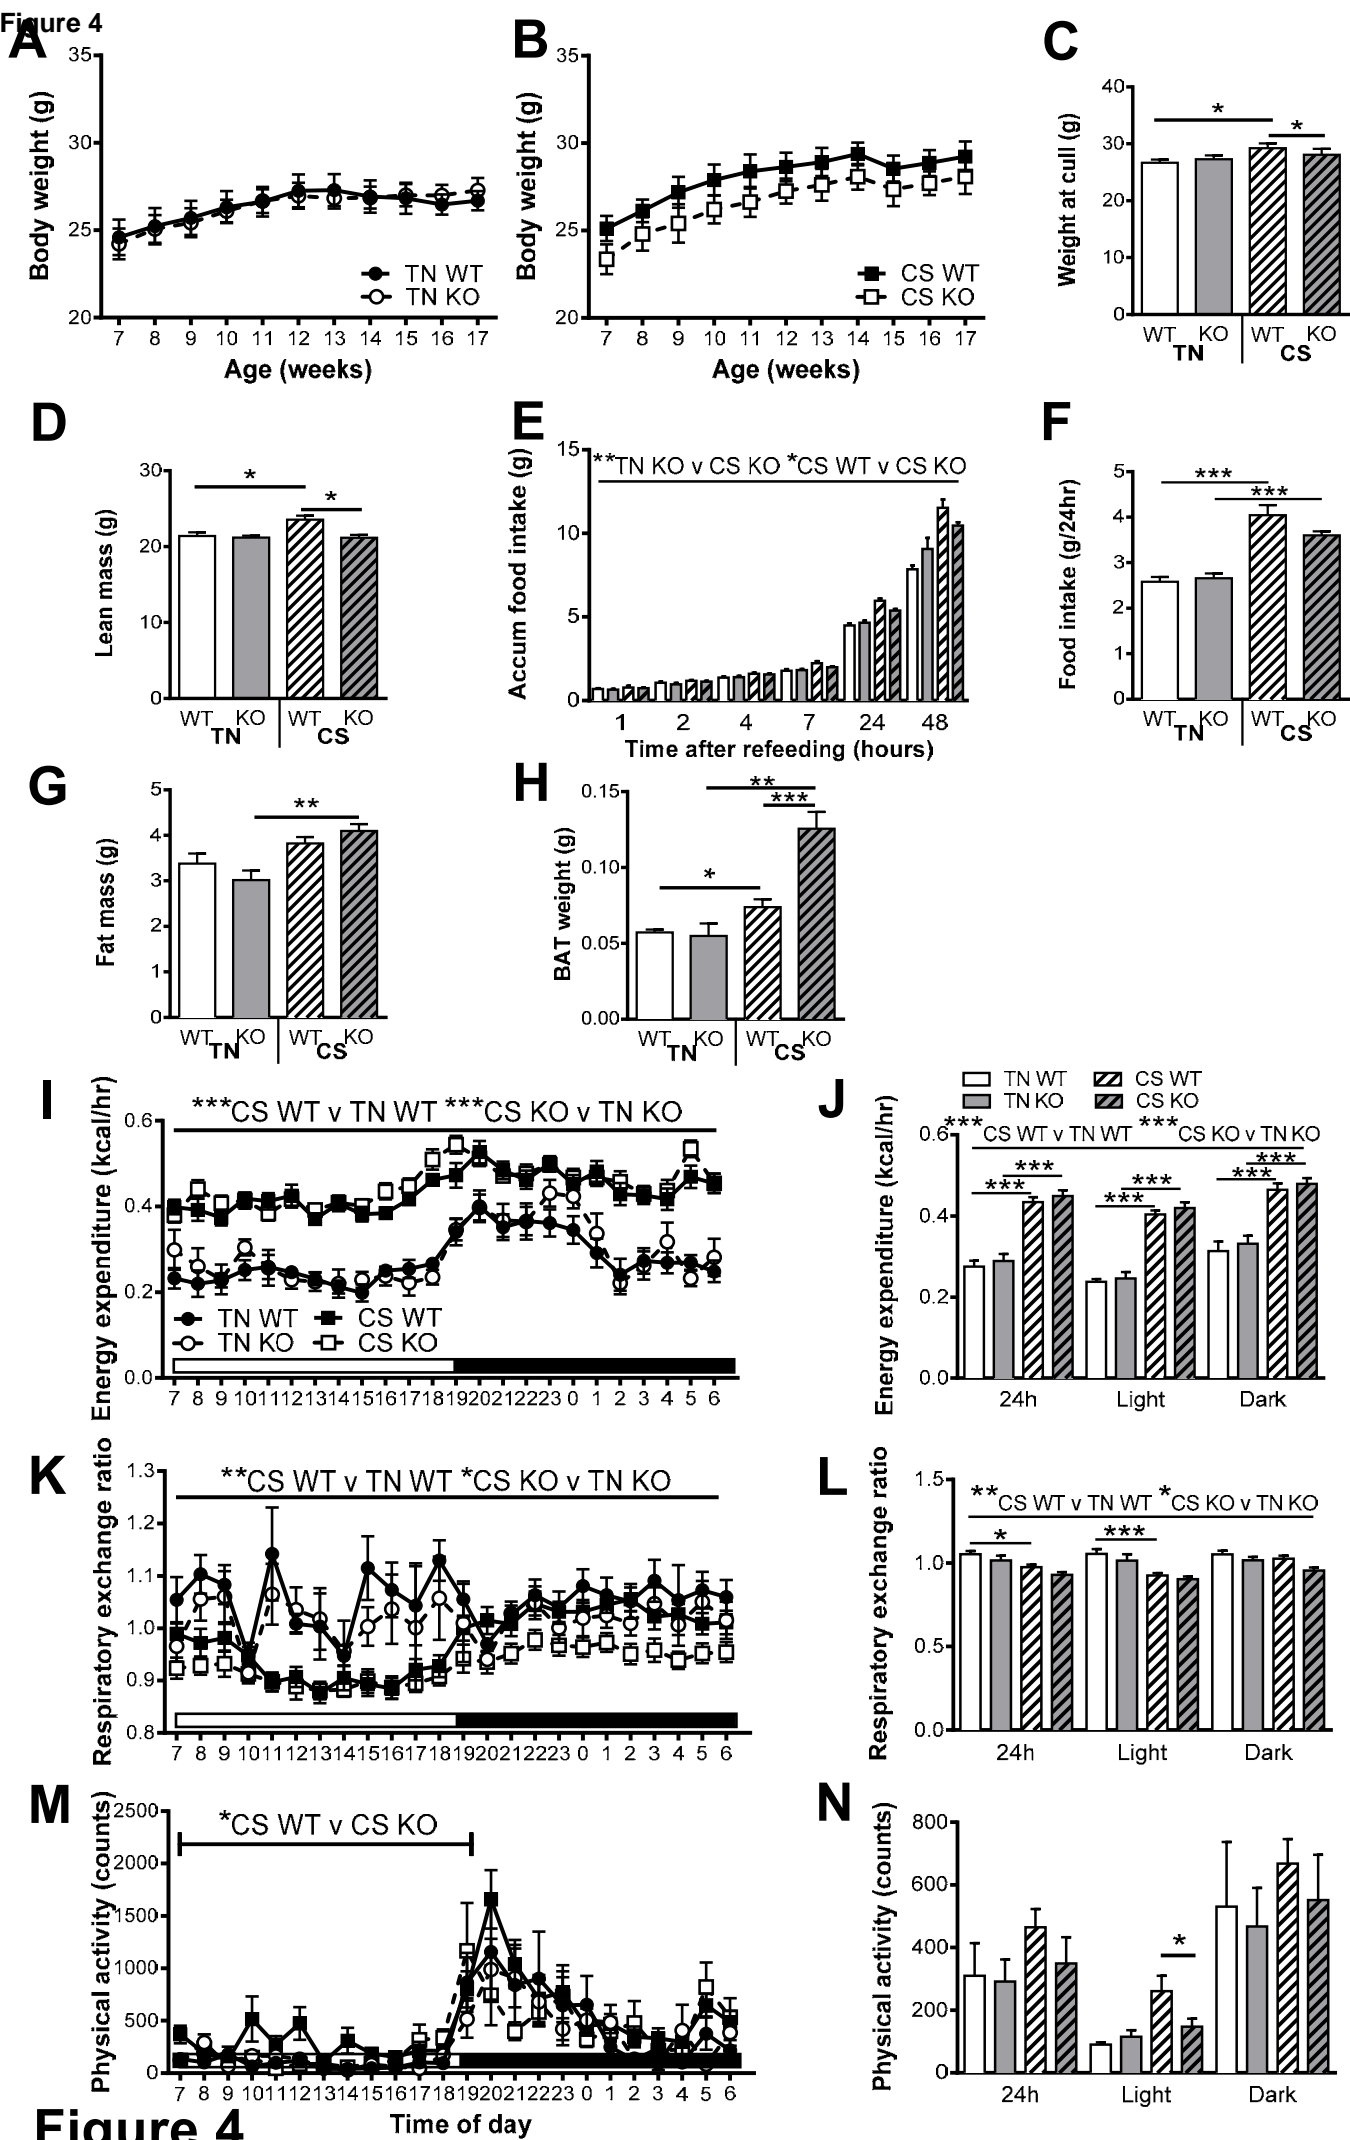 Figure 4
A
35
30
25
20
Body weight (g)
TN WT
TN KO
7 8 9 10 11 12 13 14 15 16 17
Age (weeks)
B
35
30
25
20
Body weight (g)
CS WT
CS KO
7 8 9 10 11 12 13 14 15 16 17
Age (weeks)
C
40
30
20
10
0
Weight at cull (g)
*
*
WT KO WT KO
TN CS
D
30
20
10
0
Lean mass (g)
*
*
WT KO WT KO
TN CS
E
15
10
5
0
Accum food intake (g)
**TN KO v CS KO *CS WT v CS KO
1 2 4 7 24 48
Time after refeeding (hours)
F
5
4
3
2
1
0
Food intake (g/24hr)
***
***
WT KO WT KO
TN CS
G
5
4
3
2
1
0
Fat mass (g)
**
WT KO WT KO
TN CS
H
0.15
0.10
0.05
0.00
BAT weight (g)
**
***
*
WT KO WT KO
TN CS
I
0.6
0.4
0.2
0.0
Energy expenditure (kcal/hr)
***CS WT v TN WT ***CS KO v TN KO
TN WT CS WT
TN KO CS KO
7 8 9 10 11 12 13 14 15 16 17 18 19 20 21 22 23 0 1 2 3 4 5 6
J
TN WT CS WT
TN KO CS KO
0.6
0.4
0.2
0.0
Energy expenditure (kcal/hr)
***CS WT v TN WT ***CS KO v TN KO
*** *** ***
*** *** ***
24h Light Dark
K
1.3
1.2
1.1
1.0
0.9
0.8
Respiratory exchange ratio
**CS WT v TN WT *CS KO v TN KO
7 8 9 10 11 12 13 14 15 16 17 18 19 20 21 22 23 0 1 2 3 4 5 6
L
1.5
1.0
0.5
0.0
Respiratory exchange ratio
**CS WT v TN WT *CS KO v TN KO
* ***
24h Light Dark
M
2500
2000
1500
1000
500
0
Physical activity (counts)
*CS WT v CS KO
7 8 9 10 11 12 13 14 15 16 17 18 19 20 21 22 23 0 1 2 3 4 5 6
Time of day
N
800
600
400
200
0
Physical activity (counts)
*
24h Light Dark
Figure 4